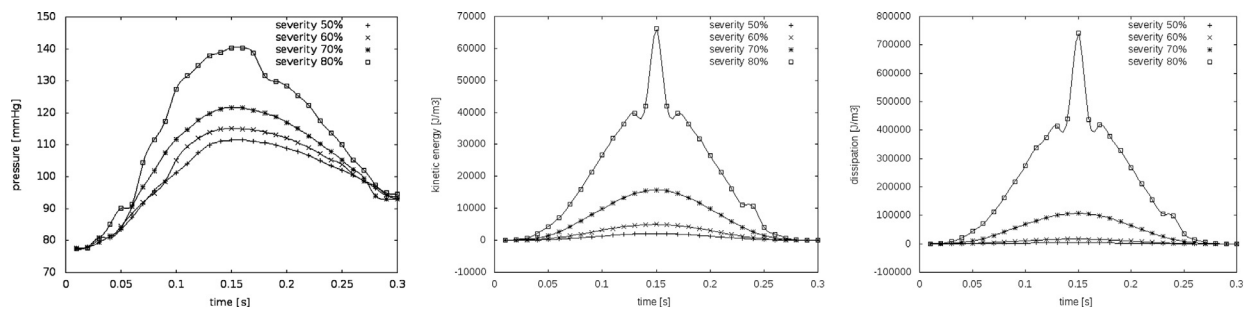 pressure [mmHg]
150
140
130
120
110
100
90
80
70
0
0.05
0.1
0.15
0.2
0.25
0.3
time [s]
severity 50%
severity 60%
severity 70%
severity 80%
kinetic energy [J/m3]
70000
60000
50000
40000
30000
20000
10000
0
-10000
0
0.05
0.1
0.15
0.2
0.25
0.3
time [s]
severity 50%
severity 60%
severity 70%
severity 80%
dissipation [J/m3]
800000
700000
600000
500000
400000
300000
200000
100000
0
-100000
0
0.05
0.1
0.15
0.2
0.25
0.3
time [s]
severity 50%
severity 60%
severity 70%
severity 80%